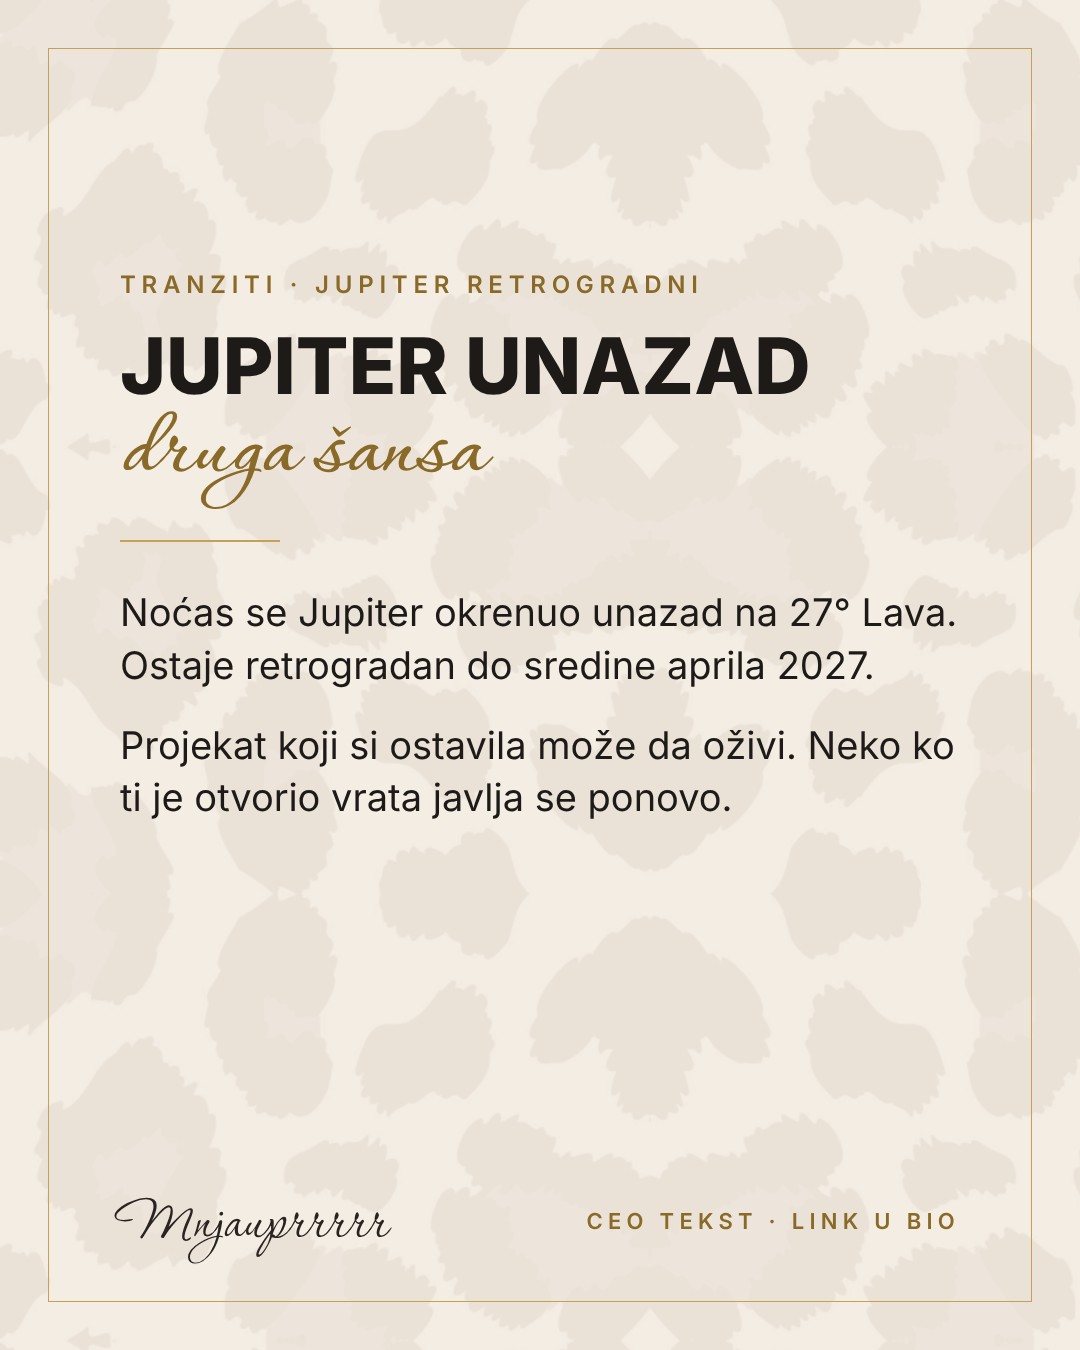 TRANZITI · JUPITER RETROGRADNI
JUPITER UNAZAD
druga šansa
Noćas se Jupiter okrenuo unazad na 27° Lava.
Ostaje retrogradan do sredine aprila 2027.
Projekat koji si ostavila može da oživi. Neko ko
ti je otvorio vrata javlja se ponovo.
Mnjauprrrrr
CEO TEKST · LINK U BIO